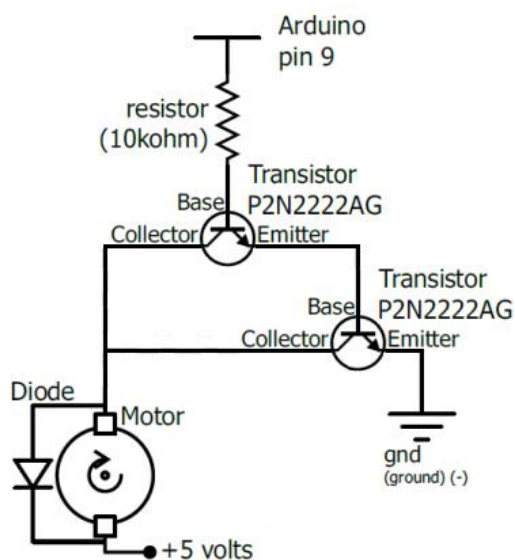 Arduino
pin 9
resistor
(10kohm)
Transistor
P2N2222AG
Base
Collector
Emitter
Transistor
P2N2222AG
Base
Collector
Emitter
Diode
Motor
gnd
(ground) (-)
+5 volts